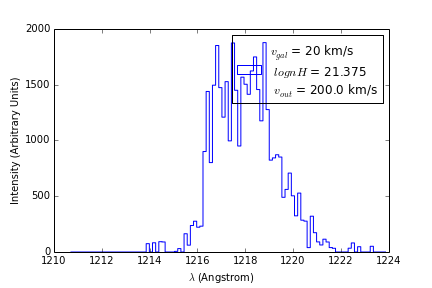 2000
1500
1000
500
0
Intensity (Arbitrary Units)
v_gal = 20 km/s
lognH = 21.375
v_out = 200.0 km/s
1210 1212 1214 1216 1218 1220 1222 1224
λ (Angstrom)